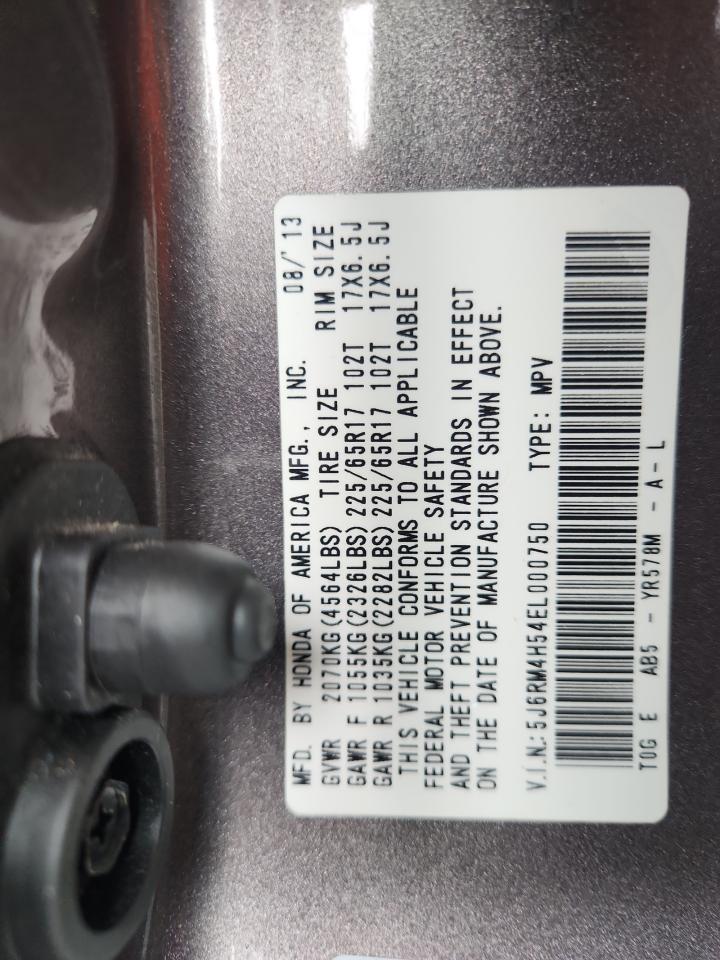 MFD. BY HONDA OF AMERICA MFG., INC. 08/'13
GVWR 2070KG(4564LBS) TIRE SIZE RIM SIZE
GAWR F 1055KG(2326LBS) 225/65R17 102T 17X6.5J
GAWR R 1035KG(2282LBS) 225/65R17 102T 17X6.5J
THIS VEHICLE CONFORMS TO ALL APPLICABLE
FEDERAL MOTOR VEHICLE SAFETY
AND THEFT PREVENTION STANDARDS IN EFFECT
ON THE DATE OF MANUFACTURE SHOWN ABOVE.
V.I.N.: 5J6RM4H54EL000750 TYPE: MPV
T0G E AB5 - YR578M - A - L